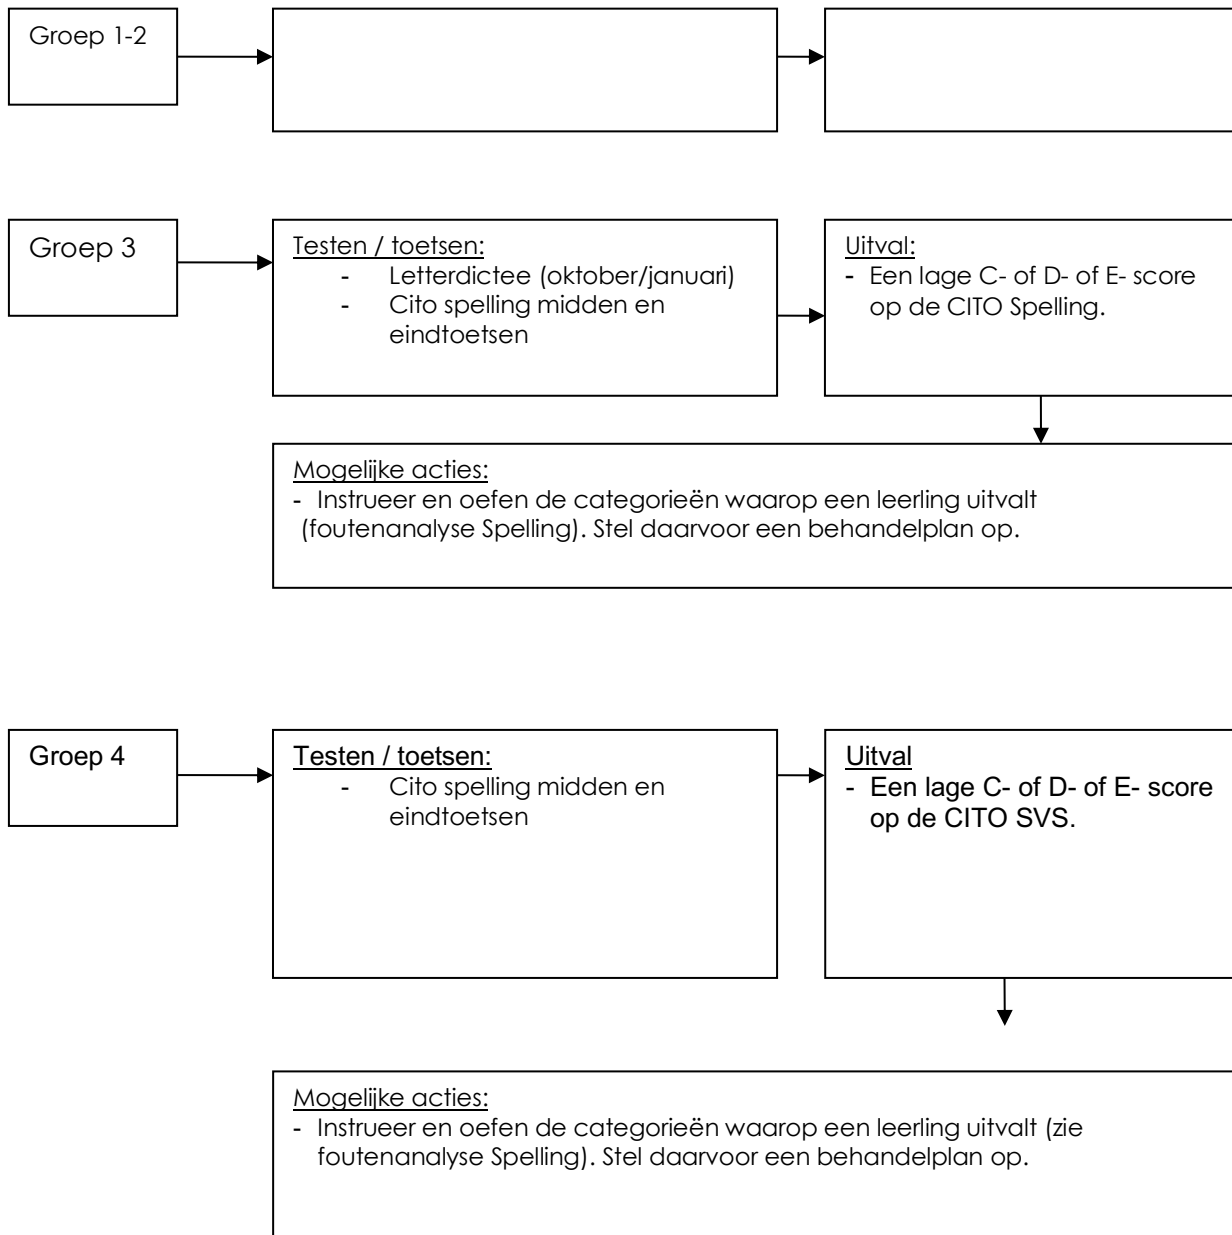 Groep 1-2
Groep 3
Testen / toetsen:
- Letterdictee (oktober/januari)
- Cito spelling midden en
eindtoetsen
Uitval:
- Een lage C- of D- of E- score
op de CITO Spelling.
Mogelijke acties:
- Instrueer en oefen de categorieën waarop een leerling uitvalt
(foutenanalyse Spelling). Stel daarvoor een behandelplan op.
Groep 4
Testen / toetsen:
- Cito spelling midden en
eindtoetsen
Uitval
- Een lage C- of D- of E- score
op de CITO SVS.
Mogelijke acties:
- Instrueer en oefen de categorieën waarop een leerling uitvalt (zie
foutenanalyse Spelling). Stel daarvoor een behandelplan op.